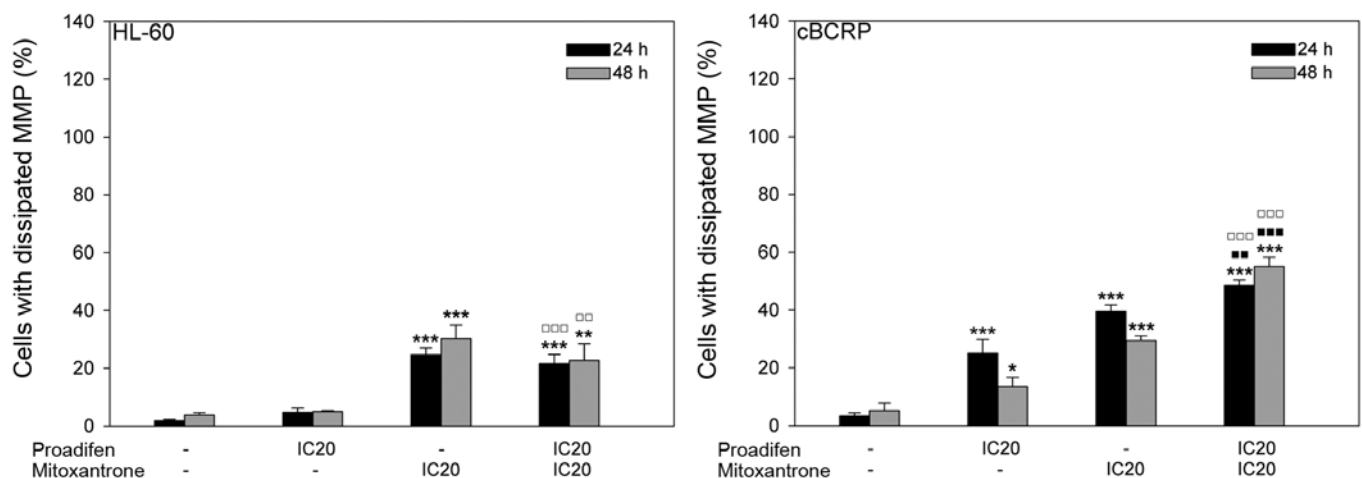 HL-60
24 h
48 h
Cells with dissipated MMP (%)
140
120
100
80
60
40
20
0
*** *** □□□ *** □□ **
Proadifen - IC20 - IC20
Mitoxantrone - - IC20 IC20
cBCRP
24 h
48 h
Cells with dissipated MMP (%)
140
120
100
80
60
40
20
0
*** * *** *** □□□ ■■ *** □□□ ■■■ ***
Proadifen - IC20 - IC20
Mitoxantrone - - IC20 IC20